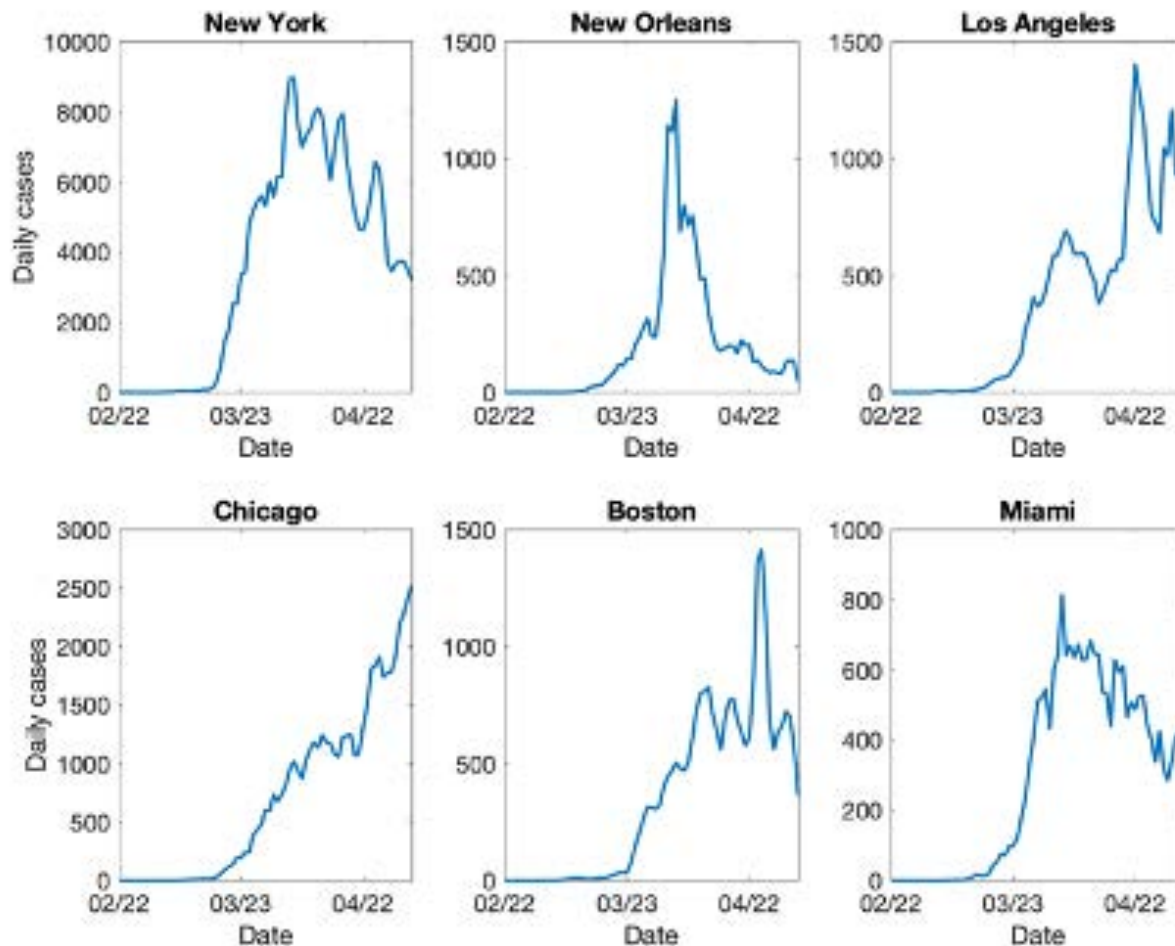 New York New Orleans Los Angeles
10000 1500 1500
8000
1000 1000
6000
Daily cases
4000
500 500
2000
0 0 0
02/22 03/23 04/22 02/22 03/23 04/22 02/22 03/23 04/22
Date Date Date
Chicago Boston Miami
3000 1500 1000
2500
800
2000
1000
600
1500
Daily cases
400
1000
500
500
200
0 0 0
02/22 03/23 04/22 02/22 03/23 04/22 02/22 03/23 04/22
Date Date Date